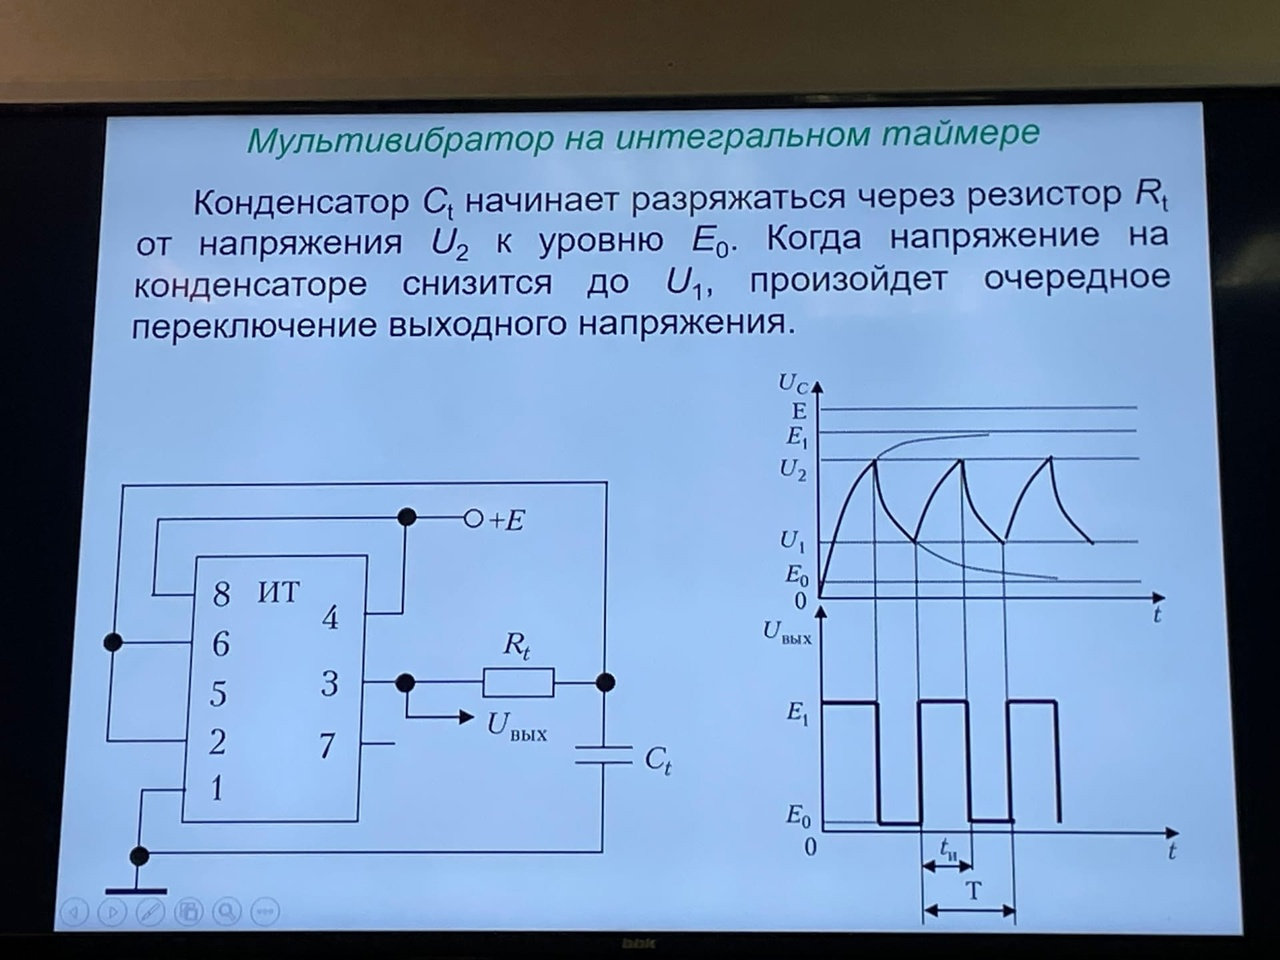 Мультивибратор на интегральном таймере
Конденсатор Ct начинает разряжаться через резистор Rt
от напряжения U2 к уровню E0. Когда напряжение на
конденсаторе снизится до U1, произойдет очередное
переключение выходного напряжения.
+E
8 ИТ
4
6
5
3
2
7
1
Rt
Uвых
Ct
UC
E
E1
U2
U1
E0
0
t
Uвых
E1
E0
0
t
tи
T
bbk